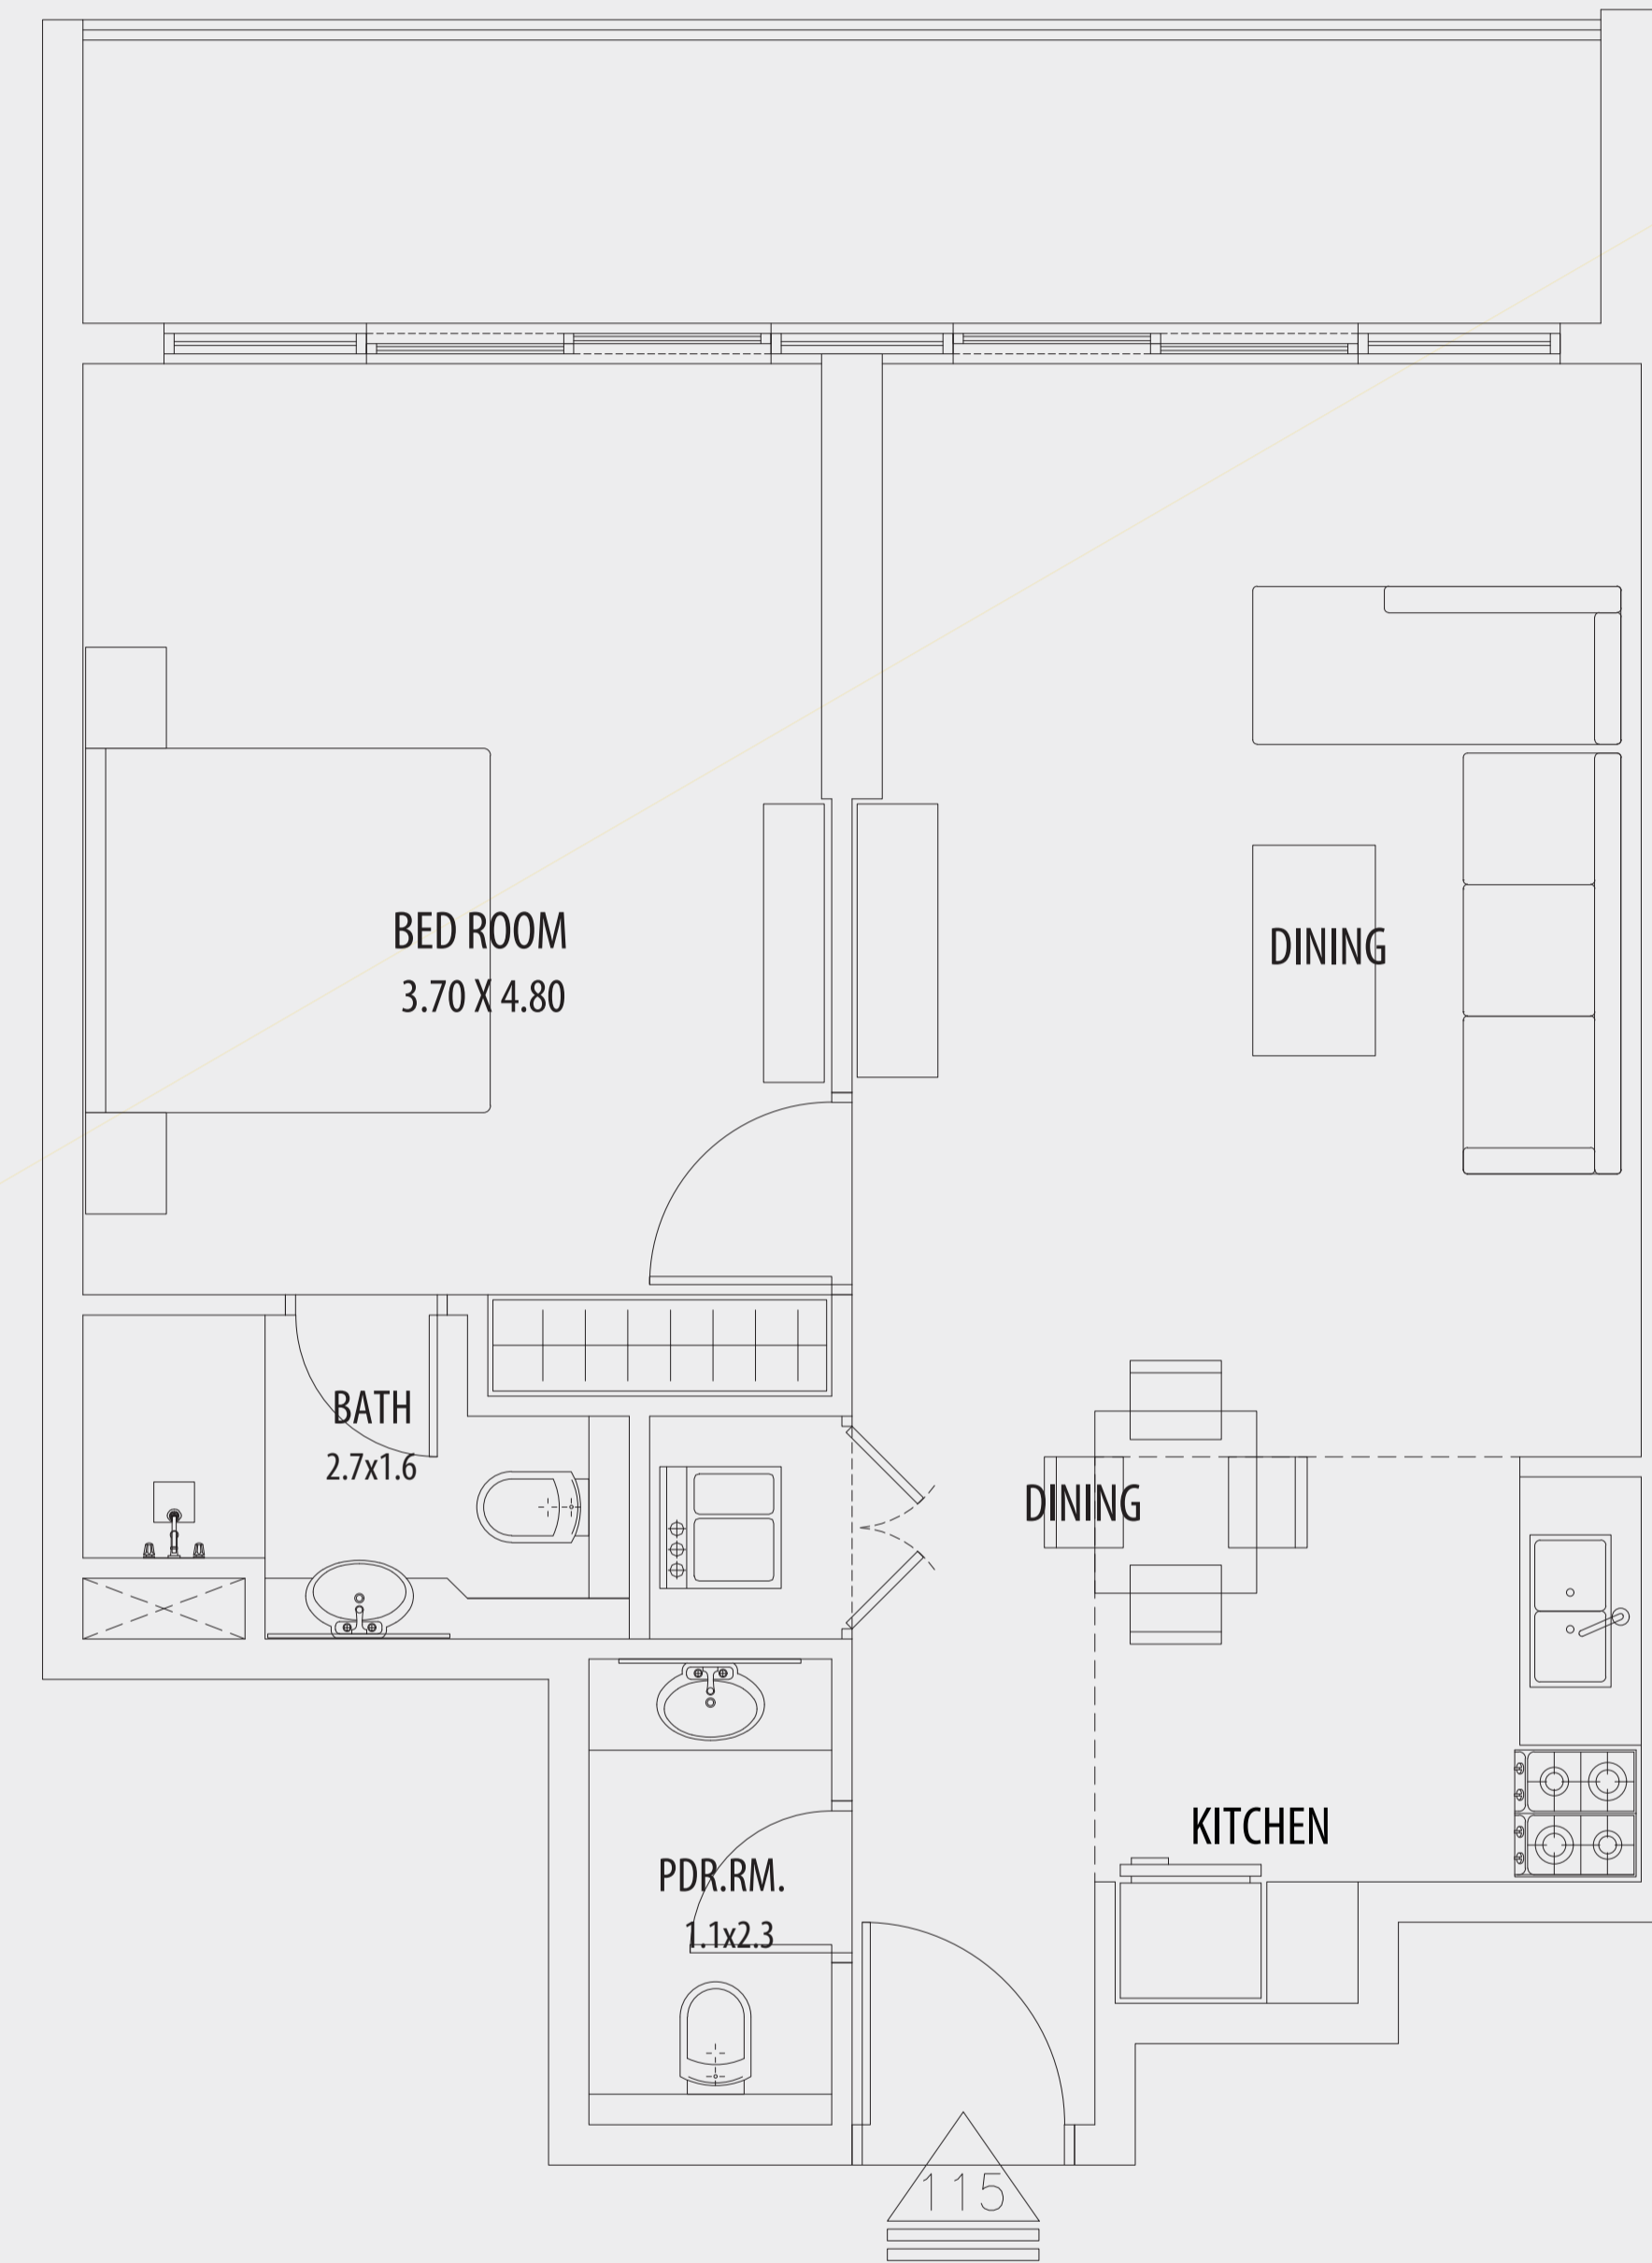 BED ROOM
3.70 X 4.80
DINING
BATH
2.7x1.6
DINING
KITCHEN
PDR.RM.
1.1x2.3
115